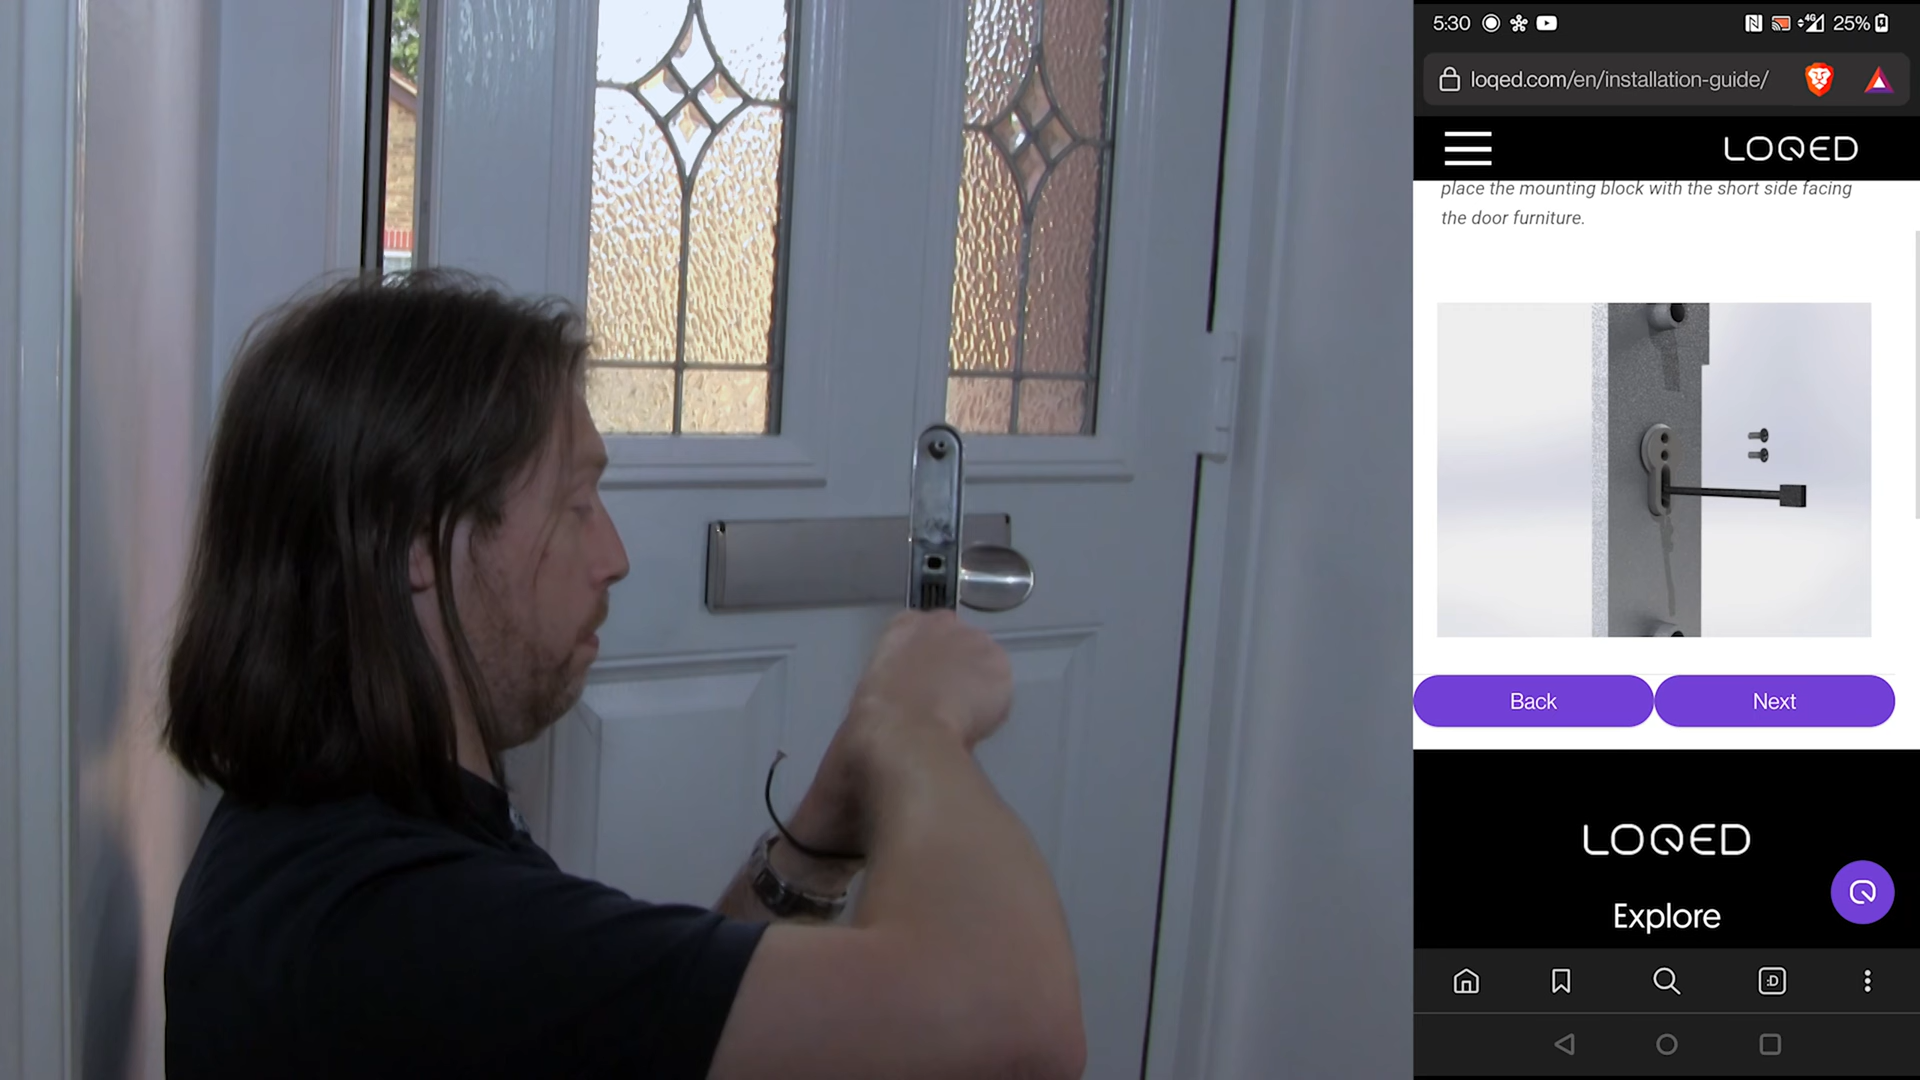 5:30
4G
25%
loqed.com/en/installation-guide/
LOQED
place the mounting block with the short side facing
the door furniture.
Back
Next
LOQED
Explore
:D